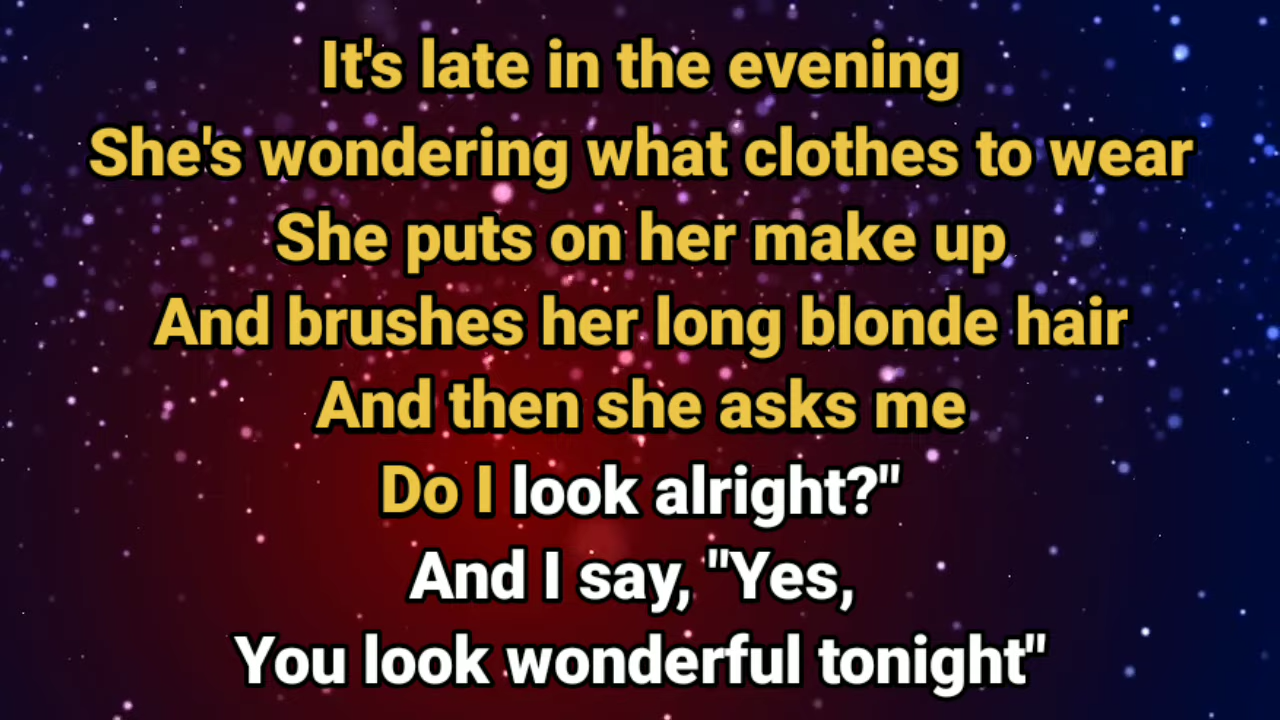 It's late in the evening
She's wondering what clothes to wear
She puts on her make up
And brushes her long blonde hair
And then she asks me
Do I look alright?"
And I say, "Yes,
You look wonderful tonight"